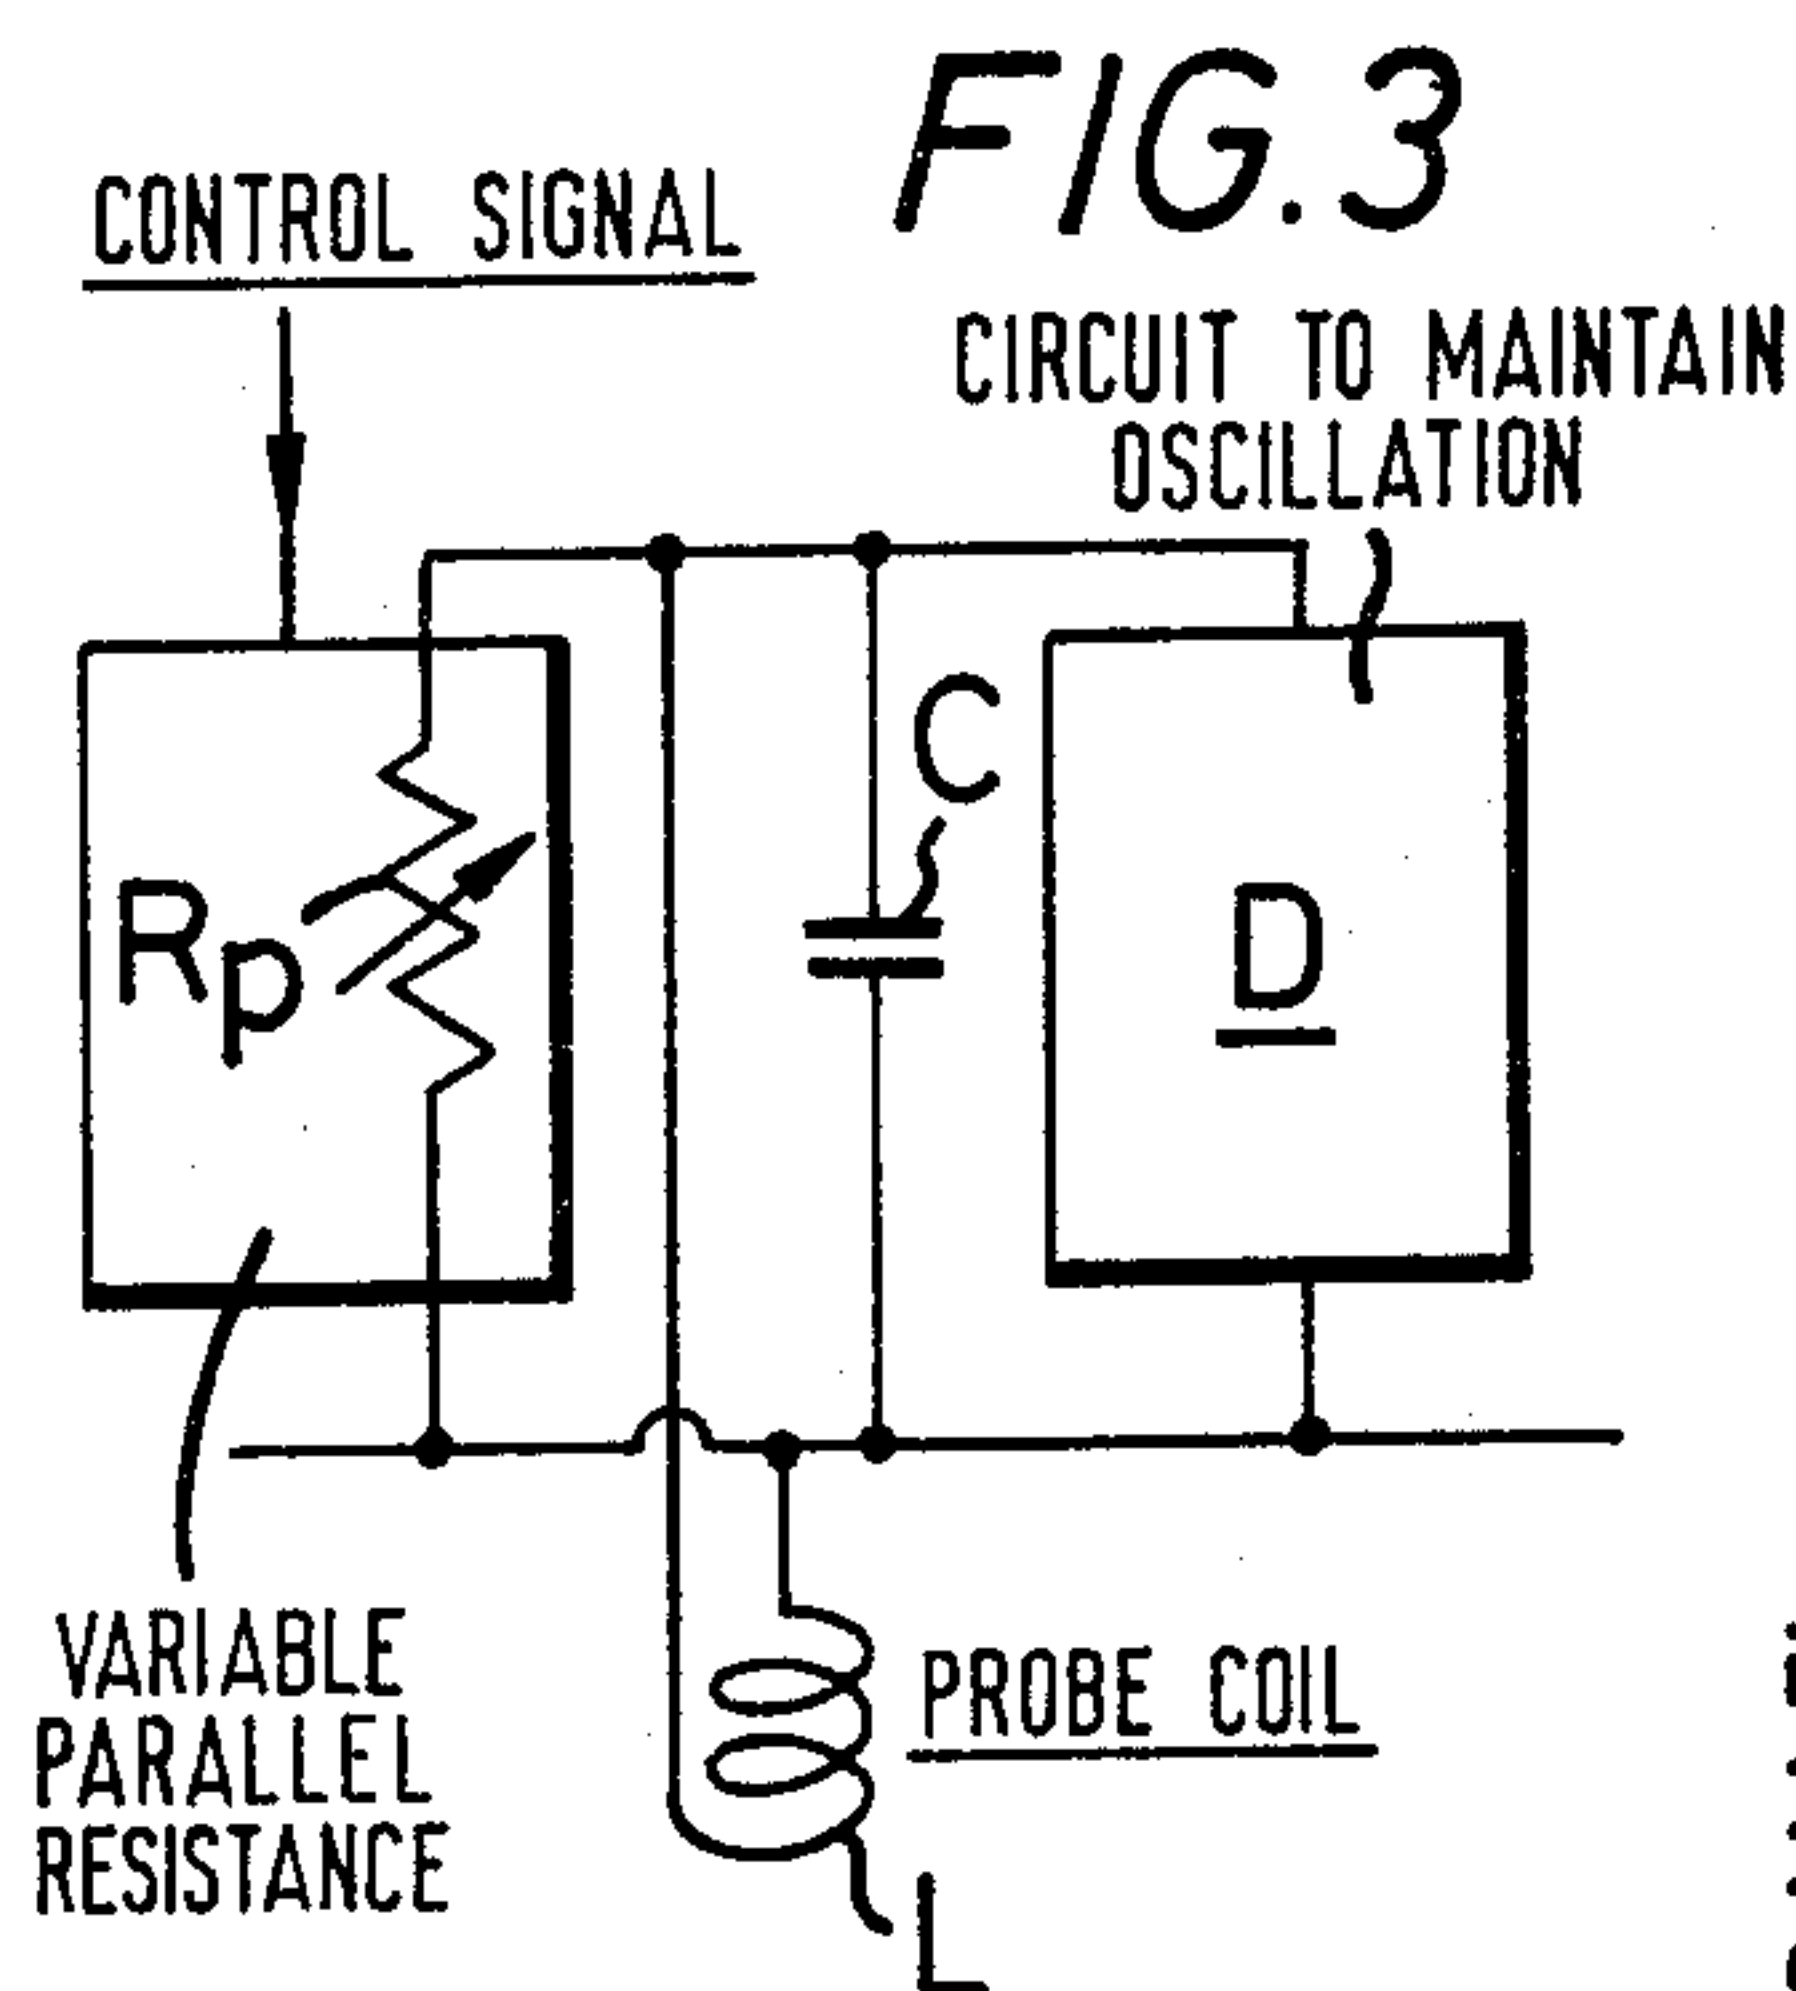 FIG.3
CONTROL SIGNAL
CIRCUIT TO MAINTAIN
OSCILLATION
C
Rp
D
VARIABLE
PARALLEL
RESISTANCE
PROBE COIL
L